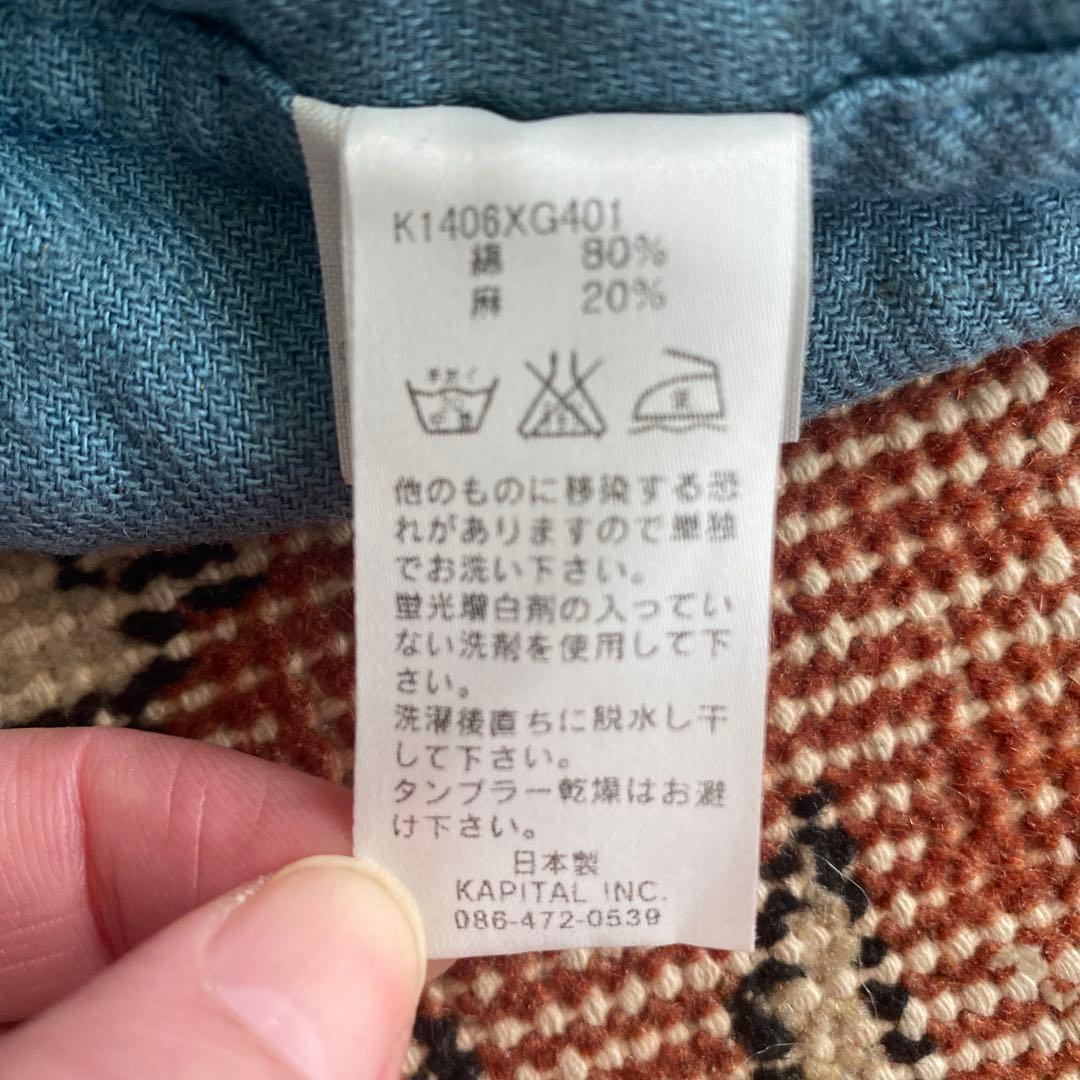 K1406XG401
綿 80%
麻 20%
手洗イ
他のものに移染する恐
れがありますので単独
でお洗い下さい。
蛍光増白剤の入ってい
ない洗剤を使用して下
さい。
洗濯後直ちに脱水し干
して下さい。
タンブラー乾燥はお避
け下さい。
日本製
KAPITAL INC.
086-472-0539